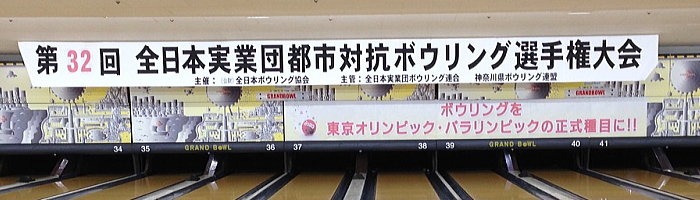 第32回 全日本実業団都市対抗ボウリング選手権大会
主催： 全日本ボウリング協会 主管：全日本実業団ボウリング連合 神奈川県ボウリング連盟
GRANDBOWL
ボウリングを
東京オリンピック・パラリンピックの正式種目に!!
34 35 GRAND BOWL 36 37 38 39 GRAND BOWL 40 41